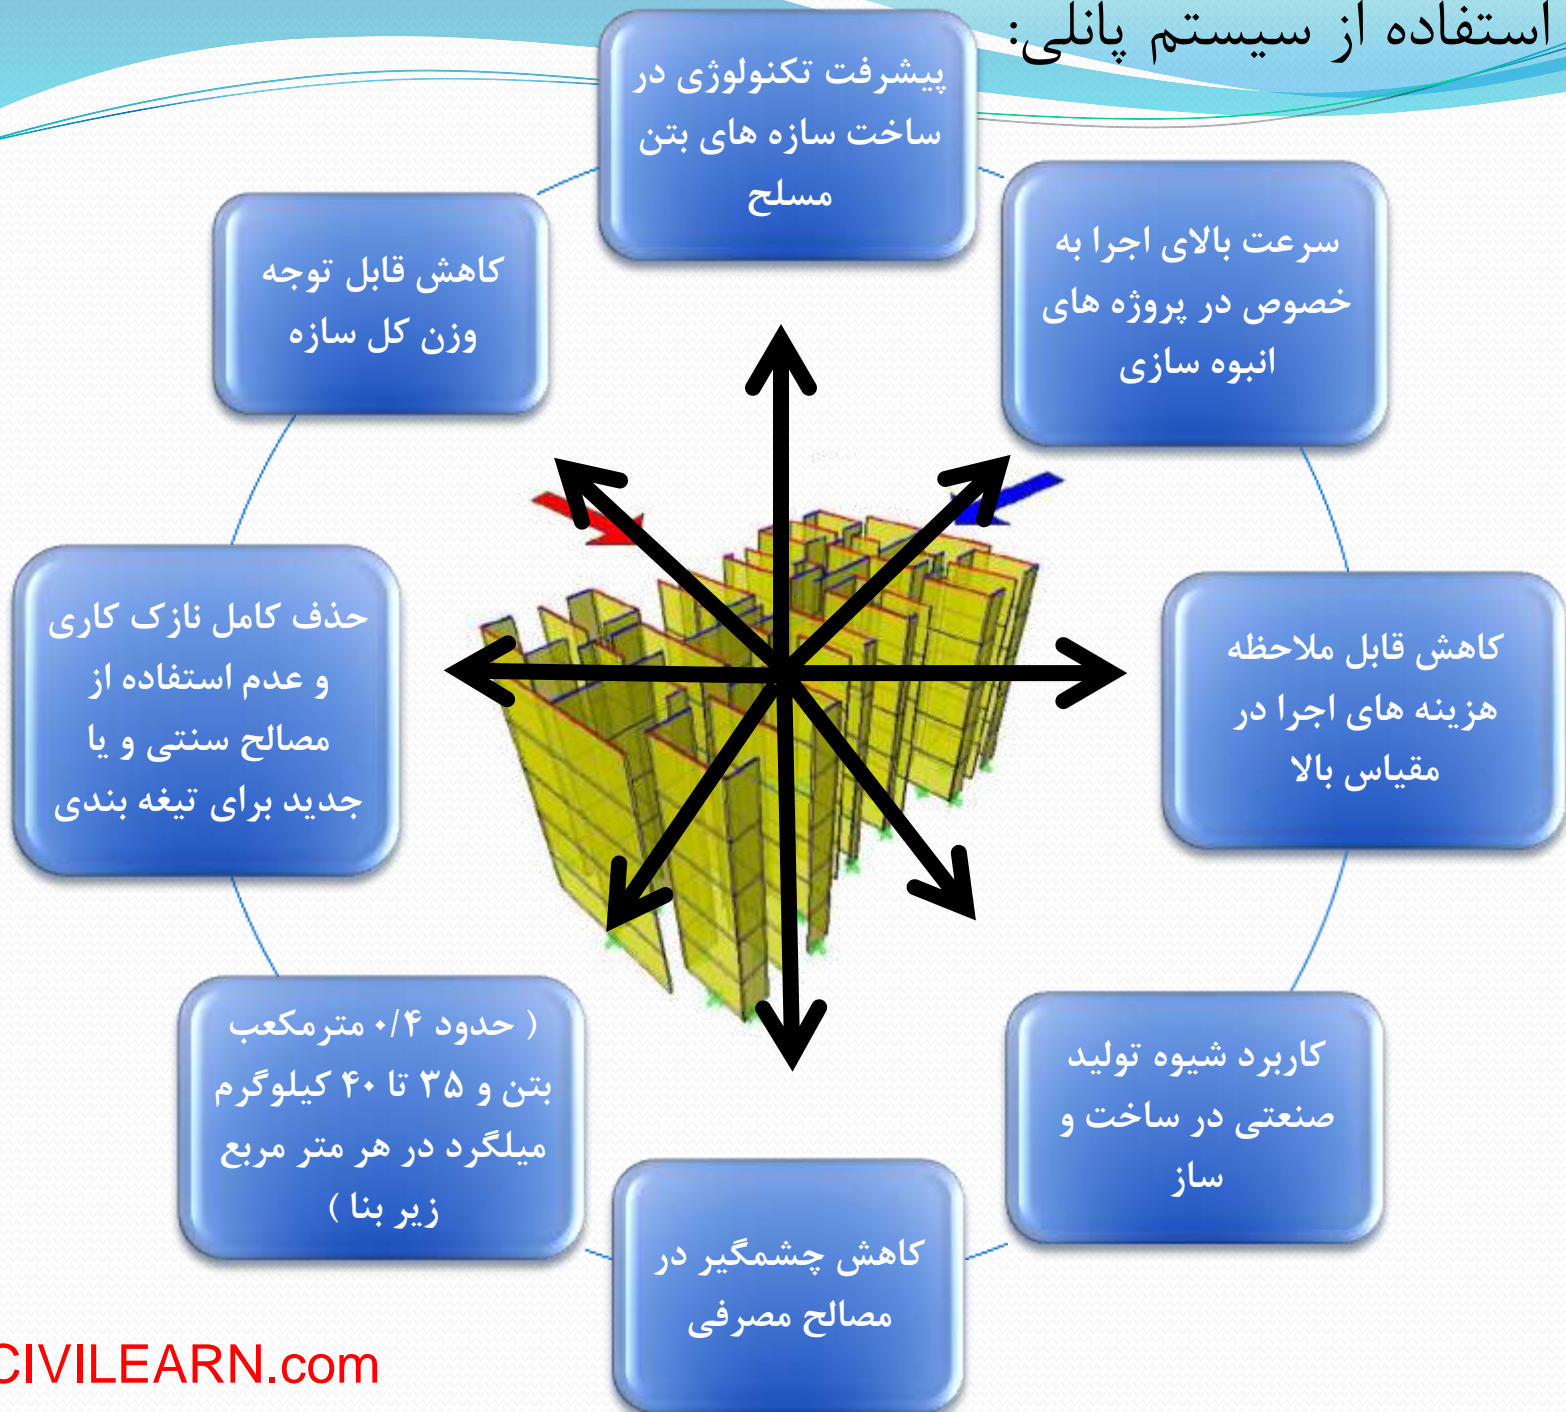 استفاده از سیستم پانلی:
پیشرفت تکنولوژی در
ساخت سازه های بتن
مسلح
سرعت بالای اجرا به
خصوص در پروژه های
انبوه سازی
کاهش قابل ملاحظه
هزینه های اجرا در
مقیاس بالا
کاربرد شیوه تولید
صنعتی در ساخت و
ساز
کاهش چشمگیر در
مصالح مصرفی
( حدود ۰/۴ مترمکعب
بتن و ۳۵ تا ۴۰ کیلوگرم
میلگرد در هر متر مربع
زیر بنا )
حذف کامل نازک کاری
و عدم استفاده از
مصالح سنتی و یا
جدید برای تیغه بندی
کاهش قابل توجه
وزن کل سازه
CIVILEARN.com